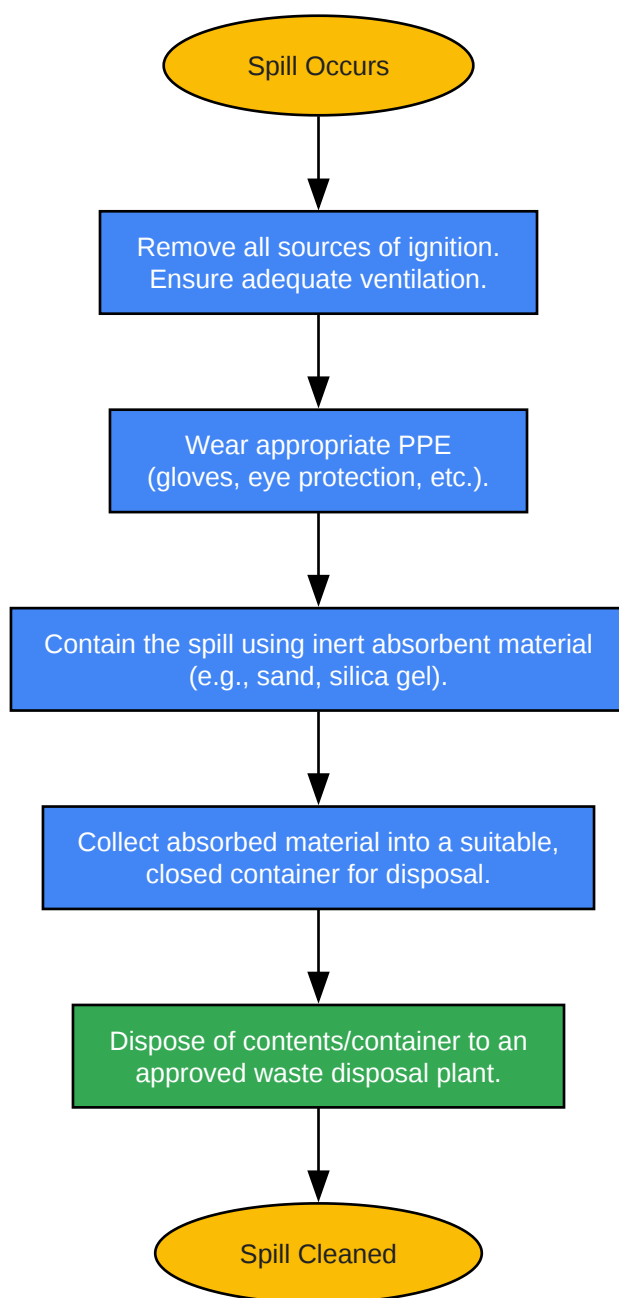 Spill Occurs
Remove all sources of ignition.
Ensure adequate ventilation.
Wear appropriate PPE
(gloves, eye protection, etc.).
Contain the spill using inert absorbent material
(e.g., sand, silica gel).
Collect absorbed material into a suitable,
closed container for disposal.
Dispose of contents/container to an
approved waste disposal plant.
Spill Cleaned